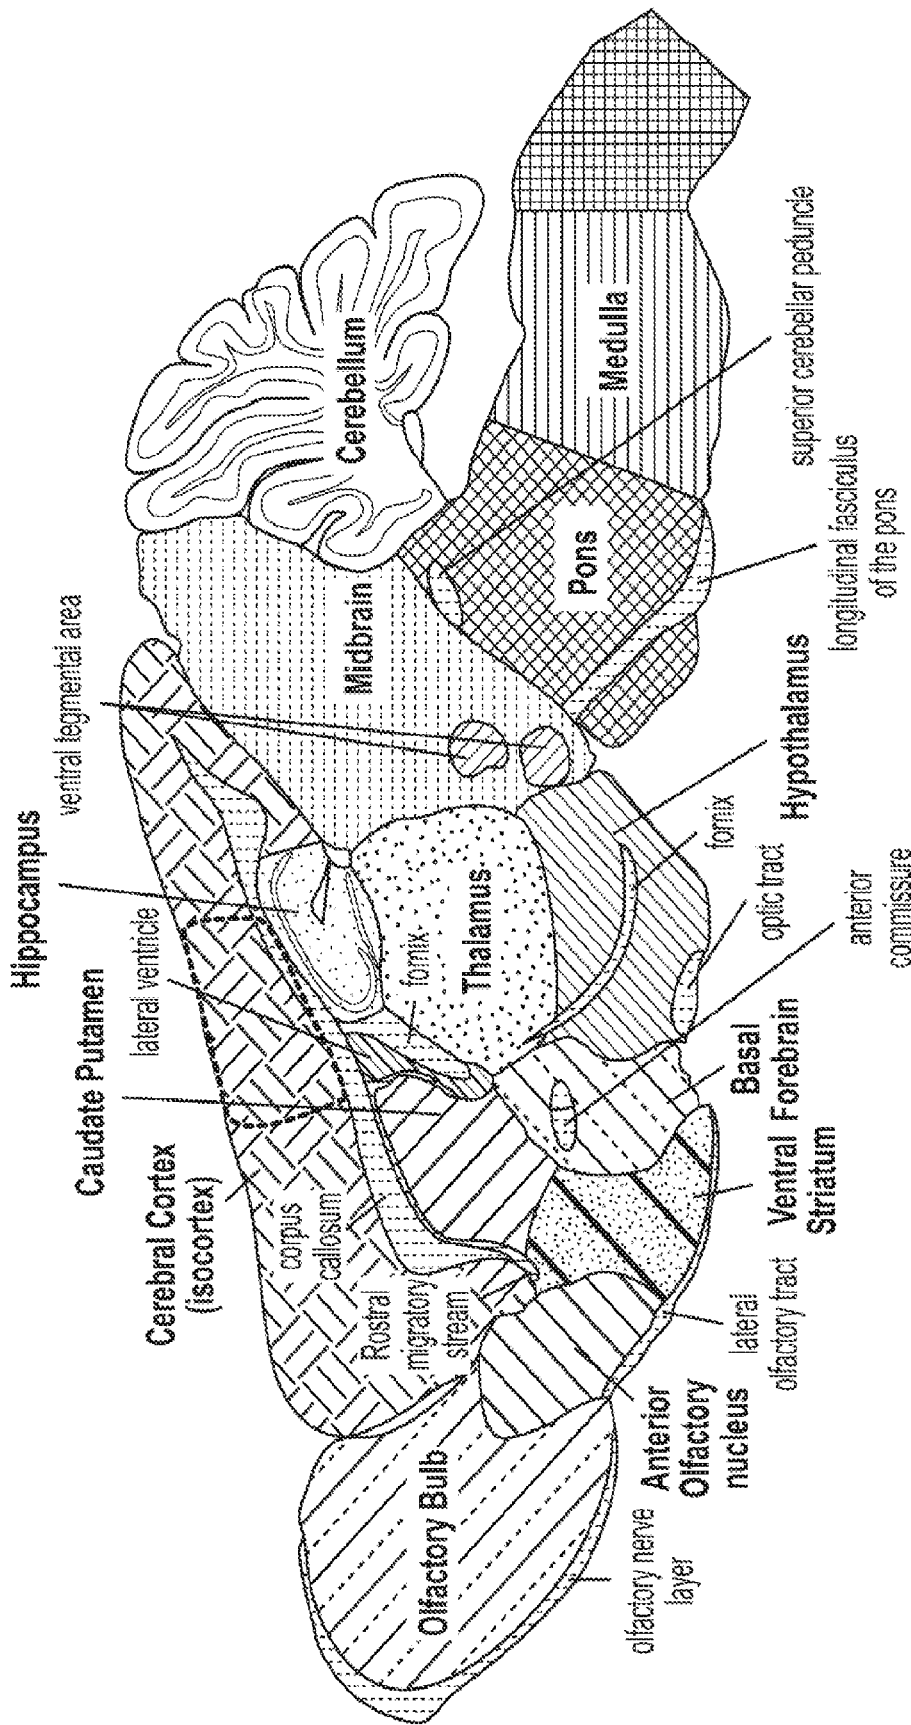 Hippocampus
ventral tegmental area
Caudate Putamen
lateral ventricle
Cerebral Cortex
(isocortex)
corpus
callosum
Rostral
migratory
stream
fornix
Olfactory Bulb
Thalamus
Midbrain
Cerebellum
Pons
Medulla
olfactory nerve
layer
Anterior
Olfactory
nucleus
lateral
olfactory tract
Ventral
Striatum
Basal
Forebrain
anterior
commissure
optic tract
fornix
Hypothalamus
longitudinal fasciculus
of the pons
superior cerebellar peduncle